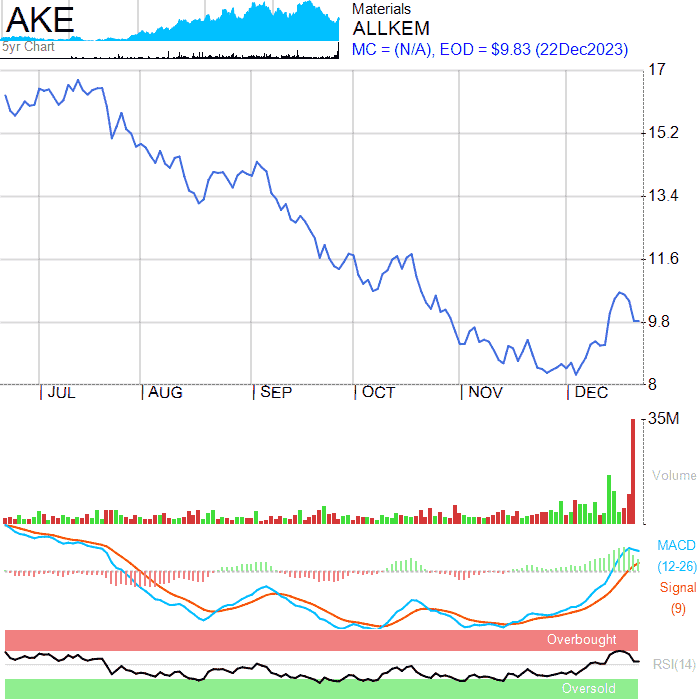 AKE
5yr Chart
Materials
ALLKEM
MC = (N/A), EOD = $9.83 (22Dec2023)
17
15.2
13.4
11.6
9.8
8
JUL AUG SEP OCT NOV DEC
35M
Volume
MACD
(12-26)
Signal
(9)
Overbought
RSI(14)
Oversold